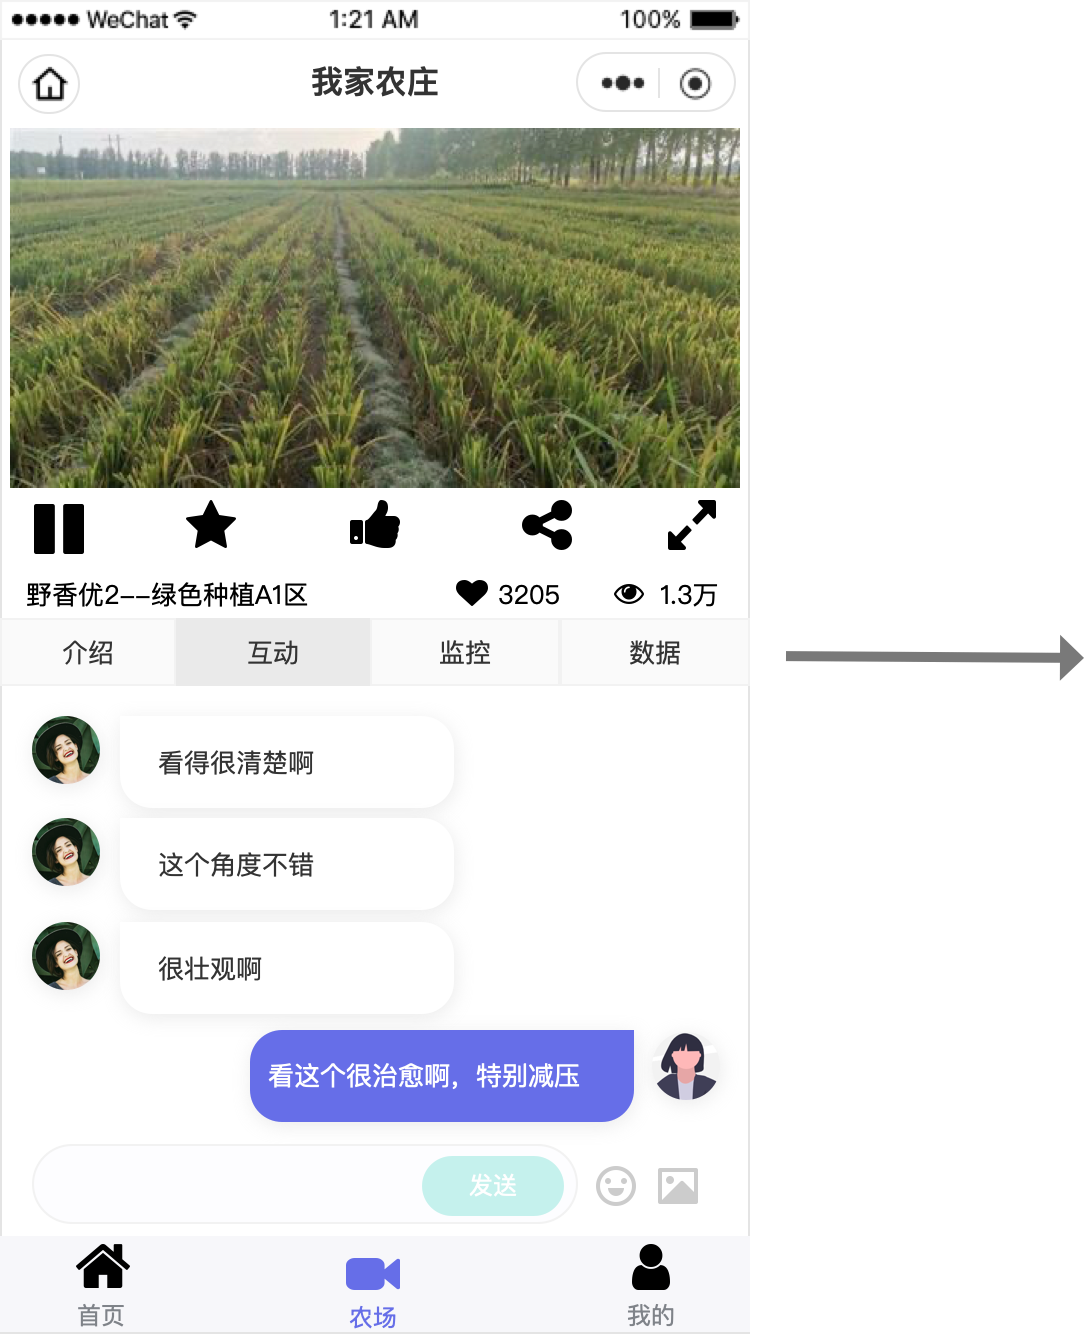 WeChat 1:21 AM 100%
我家农庄
野香优2--绿色种植A1区 3205 1.3万
介绍 互动 监控 数据
看得很清楚啊
这个角度不错
很壮观啊
看这个很治愈啊，特别减压
发送
首页 农场 我的